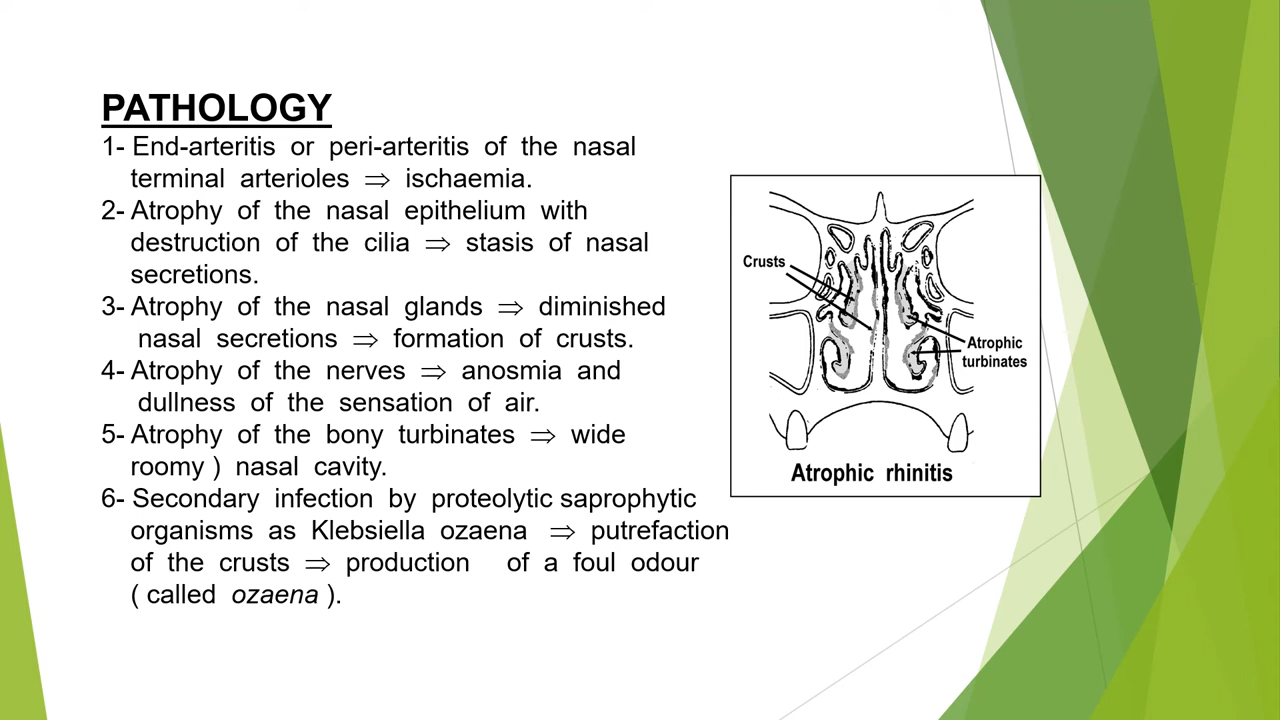 PATHOLOGY
1- End-arteritis or peri-arteritis of the nasal
terminal arterioles ⇒ ischaemia.
2- Atrophy of the nasal epithelium with
destruction of the cilia ⇒ stasis of nasal
secretions.
3- Atrophy of the nasal glands ⇒ diminished
nasal secretions ⇒ formation of crusts.
4- Atrophy of the nerves ⇒ anosmia and
dullness of the sensation of air.
5- Atrophy of the bony turbinates ⇒ wide
roomy ) nasal cavity.
6- Secondary infection by proteolytic saprophytic
organisms as Klebsiella ozaena ⇒ putrefaction
of the crusts ⇒ production of a foul odour
( called ozaena ).
Crusts
Atrophic
turbinates
Atrophic rhinitis